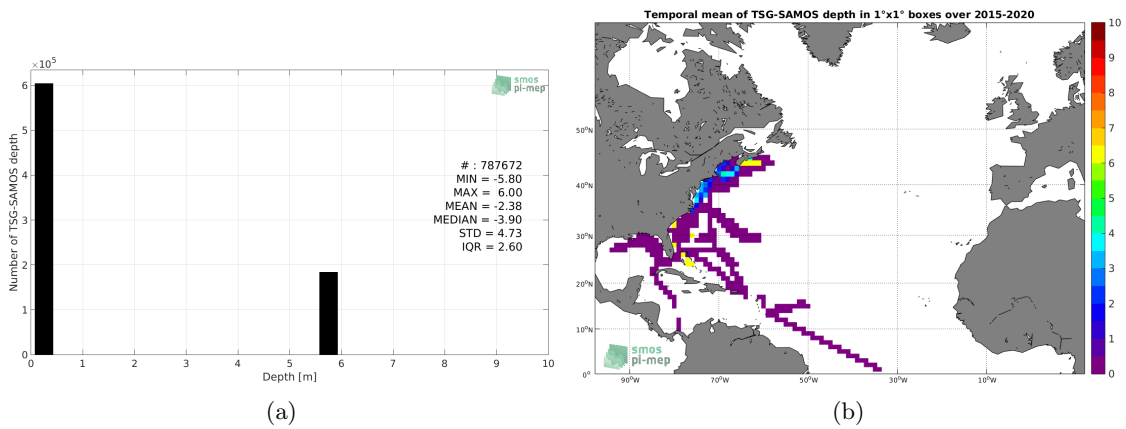 ×10⁵
6
5
4
3
2
1
0
Number of TSG-SAMOS depth
smos
pi-mep
# : 787672
MIN = -5.80
MAX = 6.00
MEAN = -2.38
MEDIAN = -3.90
STD = 4.73
IQR = 2.60
0 1 2 3 4 5 6 7 8 9 10
Depth [m]
(a)
Temporal mean of TSG-SAMOS depth in 1°x1° boxes over 2015-2020
50°N
40°N
30°N
20°N
10°N
0°
90°W 70°W 50°W 30°W 10°W
smos
pi-mep
10
9
8
7
6
5
4
3
2
1
0
(b)